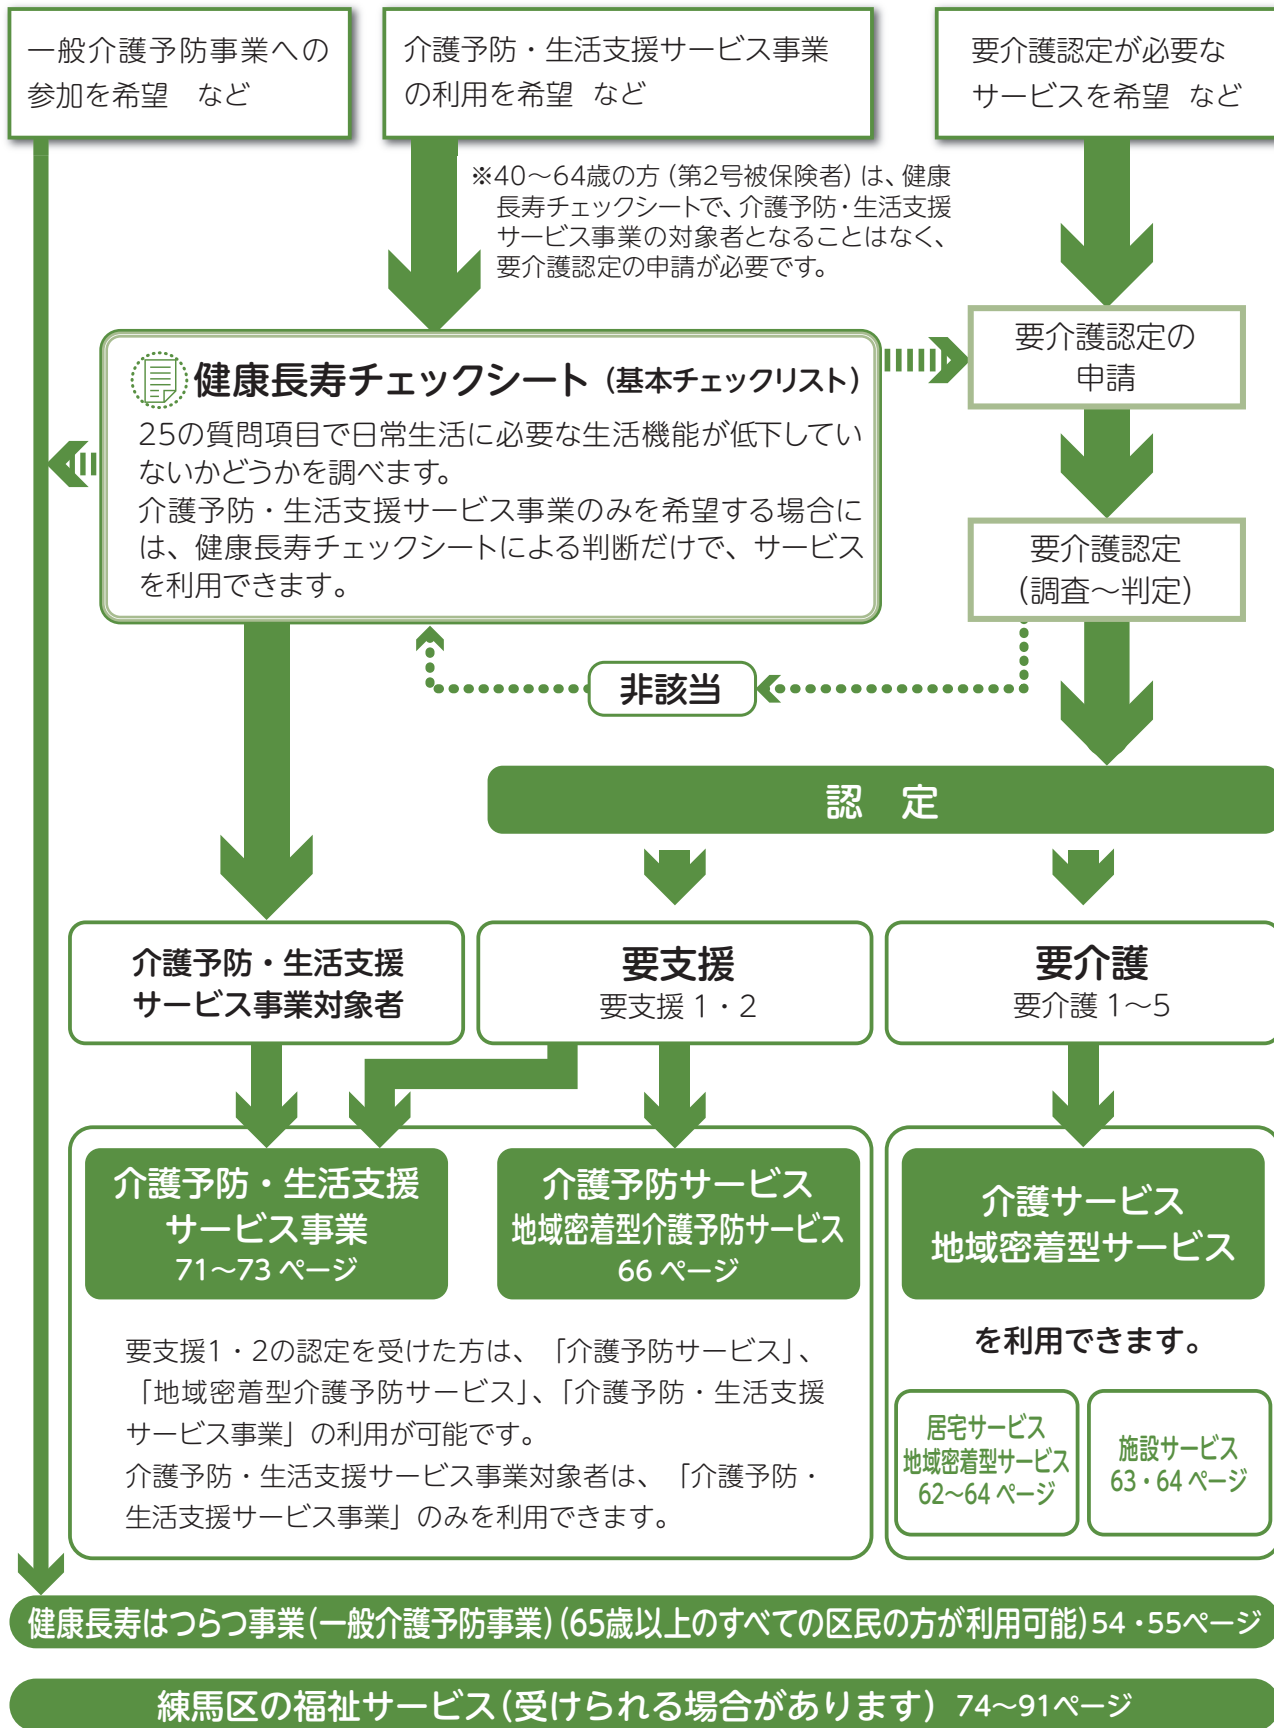 一般介護予防事業への
参加を希望　など
介護予防・生活支援サービス事業
の利用を希望　など
要介護認定が必要な
サービスを希望　など
※40～64歳の方（第2号被保険者）は、健康
長寿チェックシートで、介護予防・生活支援
サービス事業の対象者となることはなく、
要介護認定の申請が必要です。
健康長寿チェックシート（基本チェックリスト）
25の質問項目で日常生活に必要な生活機能が低下してい
ないかどうかを調べます。
介護予防・生活支援サービス事業のみを希望する場合に
は、健康長寿チェックシートによる判断だけで、サービス
を利用できます。
要介護認定の
申請
要介護認定
（調査～判定）
非該当
認　定
介護予防・生活支援
サービス事業対象者
要支援
要支援 1・2
要介護
要介護 1～5
介護予防・生活支援
サービス事業
71～73 ページ
介護予防サービス
地域密着型介護予防サービス
66 ページ
介護サービス
地域密着型サービス
を利用できます。
要支援1・2の認定を受けた方は、「介護予防サービス」、
「地域密着型介護予防サービス」、「介護予防・生活支援
サービス事業」の利用が可能です。
介護予防・生活支援サービス事業対象者は、「介護予防・
生活支援サービス事業」のみを利用できます。
居宅サービス
地域密着型サービス
62～64 ページ
施設サービス
63・64 ページ
健康長寿はつらつ事業（一般介護予防事業）（65歳以上のすべての区民の方が利用可能）54・55ページ
練馬区の福祉サービス（受けられる場合があります）74～91ページ